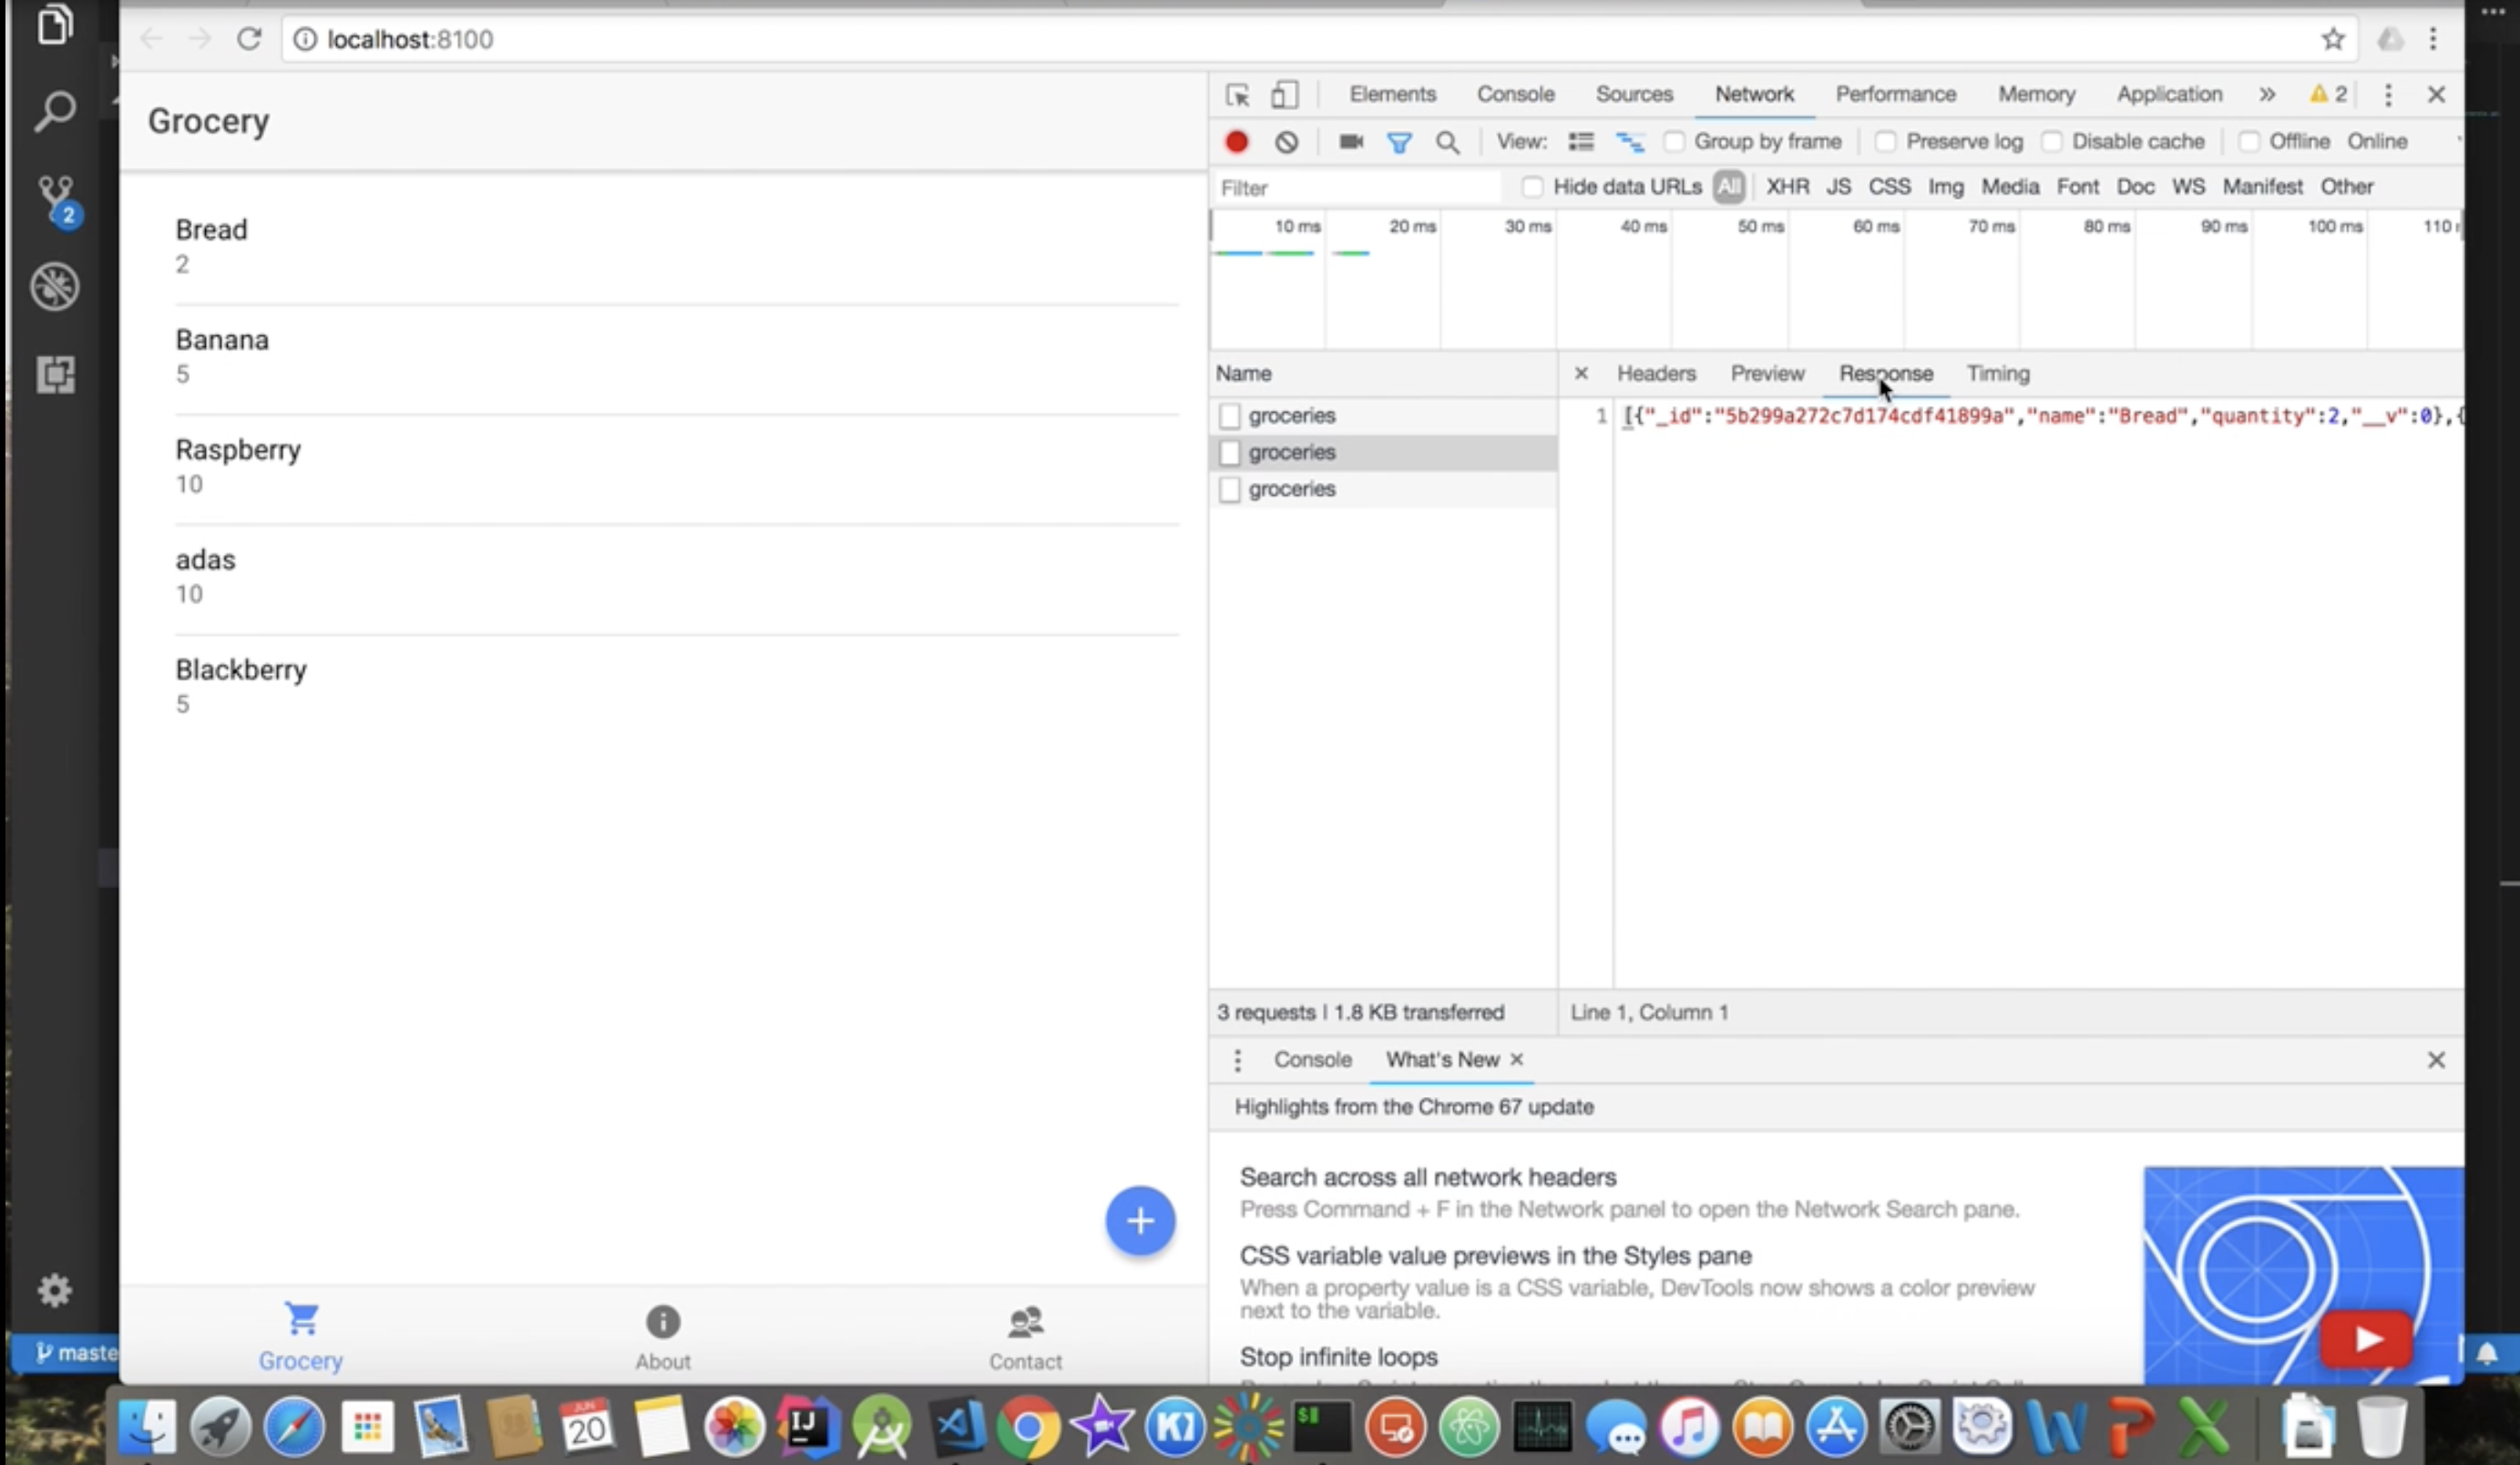 localhost:8100
Grocery
Bread
2
Banana
5
Raspberry
10
adas
10
Blackberry
5
Grocery
About
Contact
Elements Console Sources Network Performance Memory Application » 2
View: Group by frame Preserve log Disable cache Offline Online
Filter Hide data URLs All XHR JS CSS Img Media Font Doc WS Manifest Other
10 ms 20 ms 30 ms 40 ms 50 ms 60 ms 70 ms 80 ms 90 ms 100 ms 110
Name
groceries
groceries
groceries
× Headers Preview Response Timing
1 [{"_id":"5b299a272c7d174cdf41899a","name":"Bread","quantity":2,"__v":0},{
3 requests | 1.8 KB transferred
Line 1, Column 1
Console What's New ×
Highlights from the Chrome 67 update
Search across all network headers
Press Command + F in the Network panel to open the Network Search pane.
CSS variable value previews in the Styles pane
When a property value is a CSS variable, DevTools now shows a color preview
next to the variable.
Stop infinite loops
2
maste
JUN
20
IJ
$
W
P
X